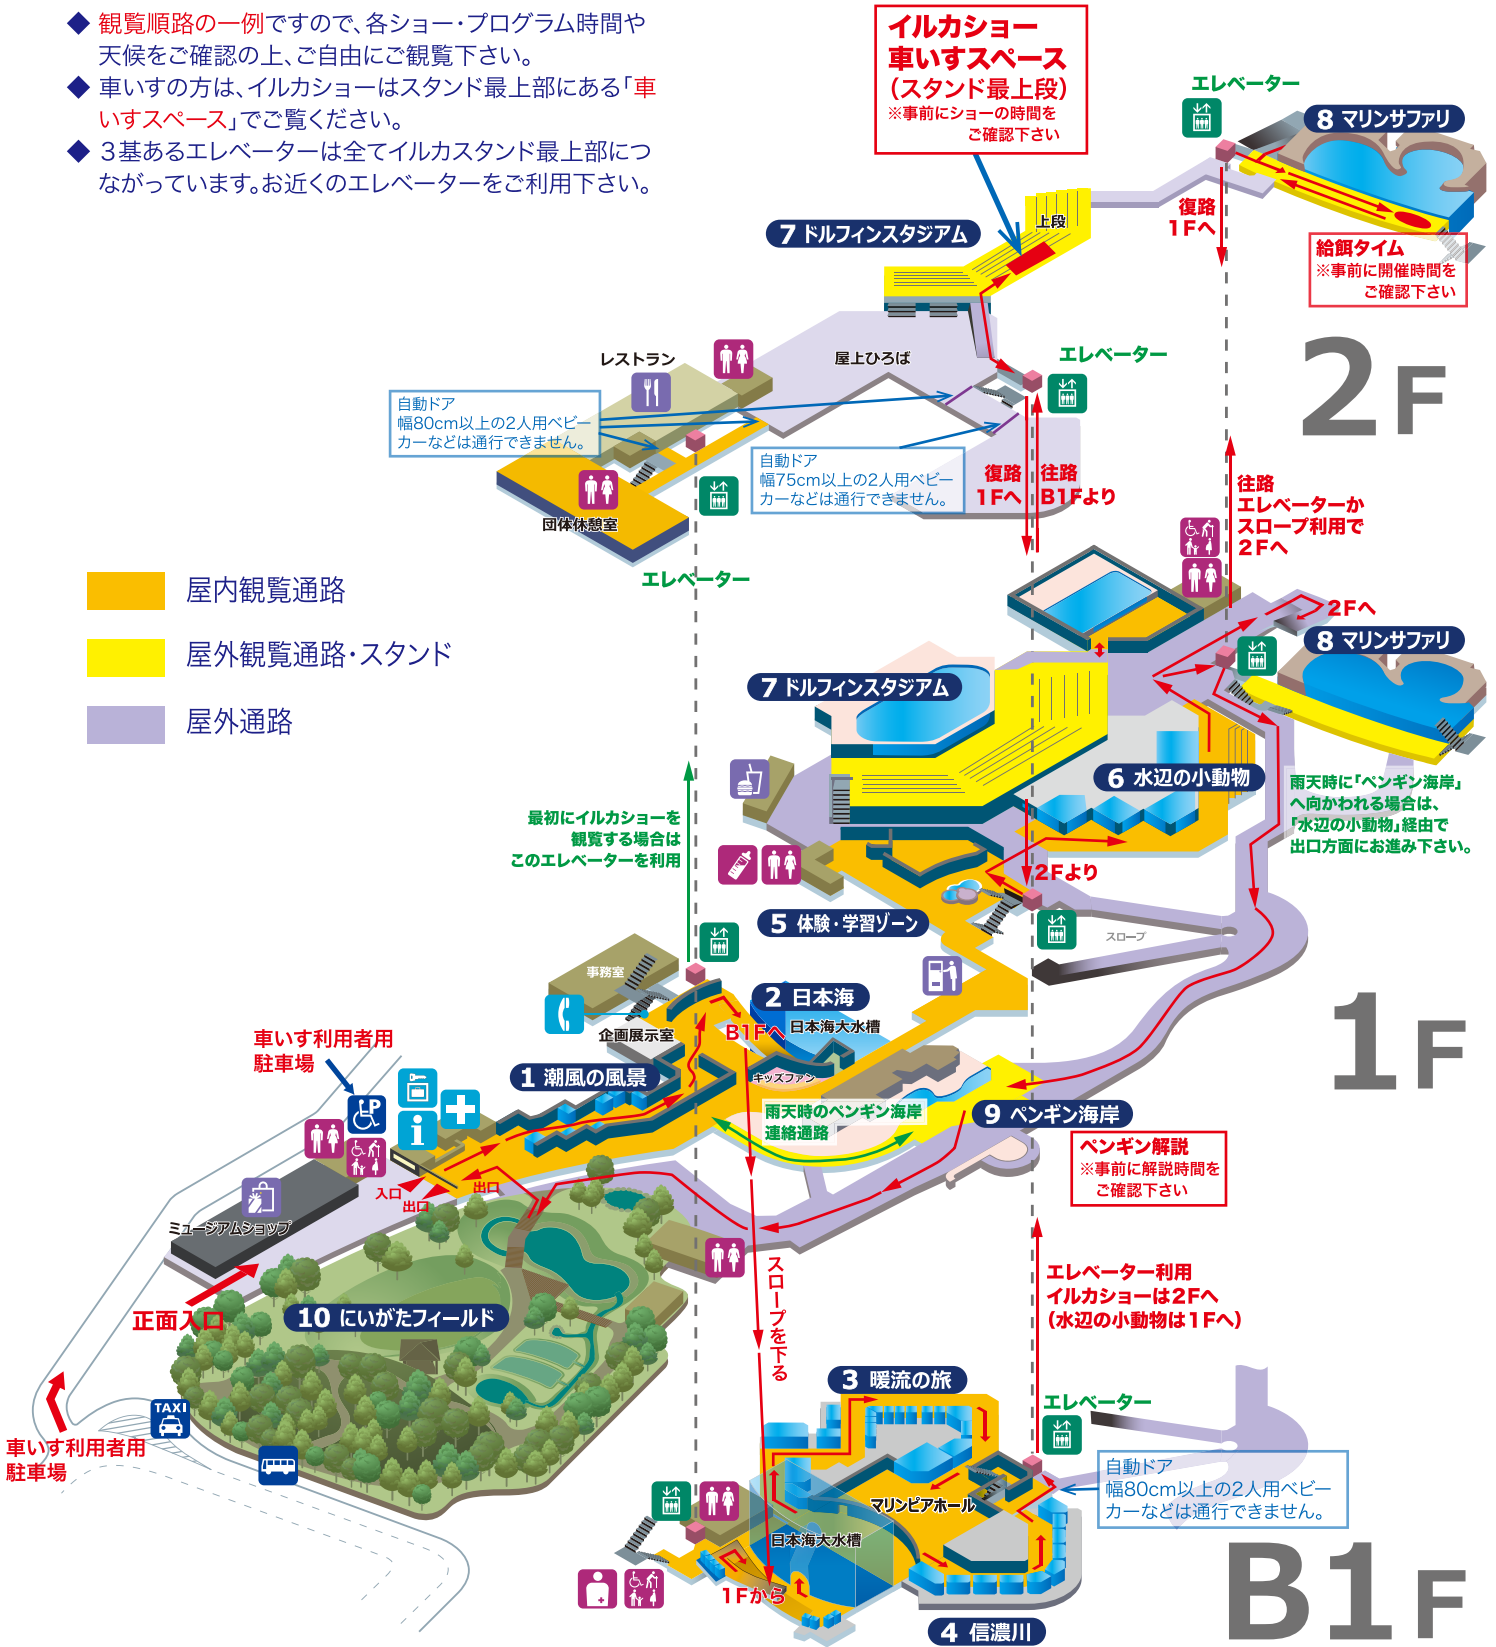 ◆ 観覧順路の一例ですので、各ショー・プログラム時間や
天候をご確認の上、ご自由にご観覧下さい。
◆ 車いすの方は、イルカショーはスタンド最上部にある「車
いすスペース」でご覧ください。
◆ ３基あるエレベーターは全てイルカスタンド最上部につ
ながっています。お近くのエレベーターをご利用下さい。
イルカショー
車いすスペース
(スタンド最上段)
※事前にショーの時間を
ご確認下さい
エレベーター
8 マリンサファリ
復路
1Fへ
給餌タイム
※事前に開催時間を
ご確認下さい
7 ドルフィンスタジアム
上段
2F
レストラン
屋上ひろば
エレベーター
自動ドア
幅80cm以上の2人用ベビー
カーなどは通行できません。
自動ドア
幅75cm以上の2人用ベビー
カーなどは通行できません。
復路
1Fへ
往路
B1Fより
団体休憩室
エレベーター
往路
エレベーターか
スロープ利用で
2Fへ
屋内観覧通路
屋外観覧通路・スタンド
屋外通路
2Fへ
8 マリンサファリ
7 ドルフィンスタジアム
6 水辺の小動物
雨天時に「ペンギン海岸」
へ向かわれる場合は、
「水辺の小動物」経由で
出口方面にお進み下さい。
最初にイルカショーを
観覧する場合は
このエレベーターを利用
2Fより
5 体験・学習ゾーン
スロープ
事務室
2 日本海
日本海大水槽
B1Fへ
企画展示室
キッズファン
1F
車いす利用者用
駐車場
P
i
1 潮風の風景
雨天時のペンギン海岸
連絡通路
9 ペンギン海岸
ペンギン解説
※事前に解説時間を
ご確認下さい
入口
出口
出口
ミュージアムショップ
正面入口
10 にいがたフィールド
スロープを下る
エレベーター利用
イルカショーは2Fへ
(水辺の小動物は1Fへ)
車いす利用者用
駐車場
TAXI
3 暖流の旅
エレベーター
自動ドア
幅80cm以上の2人用ベビー
カーなどは通行できません。
マリンピアホール
日本海大水槽
1Fから
4 信濃川
B1F